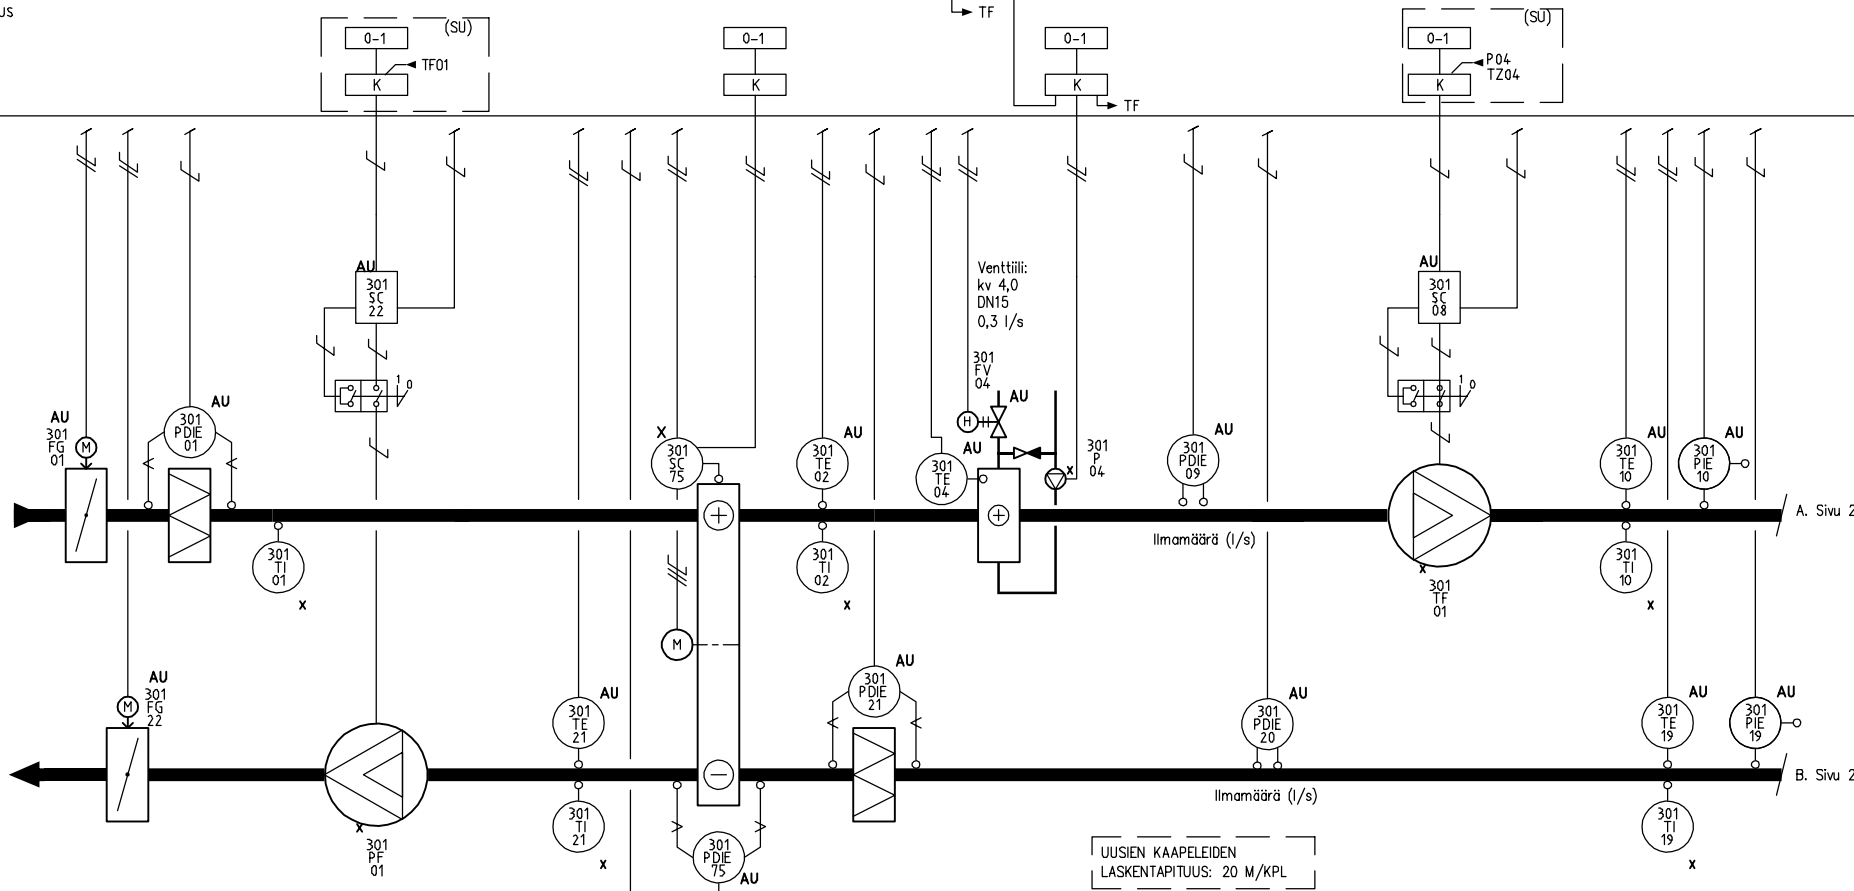 US
(SU)
0-1
TF01
K
0-1
K
TF
0-1
K
TF
(SU)
0-1
P04
TZ04
K
AU
301
SC
22
1 0
Venttiili:
kv 4,0
DN15
0,3 l/s
301
FV
04
AU
H
AU
301
SC
08
1 0
AU
301
FG
01
M
AU
301
PDIE
01
X
301
SC
75
AU
301
TE
02
AU
301
TE
04
x
301
P
04
AU
301
PDIE
09
AU
301
TE
10
AU
301
PIE
10
A. Sivu 2
Ilmamäärä (l/s)
301
TI
01
x
301
TI
02
x
x
301
TF
01
301
TI
10
x
M
AU
301
FG
22
M
AU
301
TE
21
AU
301
PDIE
21
AU
301
PDIE
20
AU
301
TE
19
AU
301
PIE
19
B. Sivu 2
Ilmamäärä (l/s)
x
301
PF
01
301
TI
21
x
301
PDIE
75
AU
301
TI
19
x
UUSIEN KAAPELEIDEN
LASKENTAPITUUS: 20 M/KPL